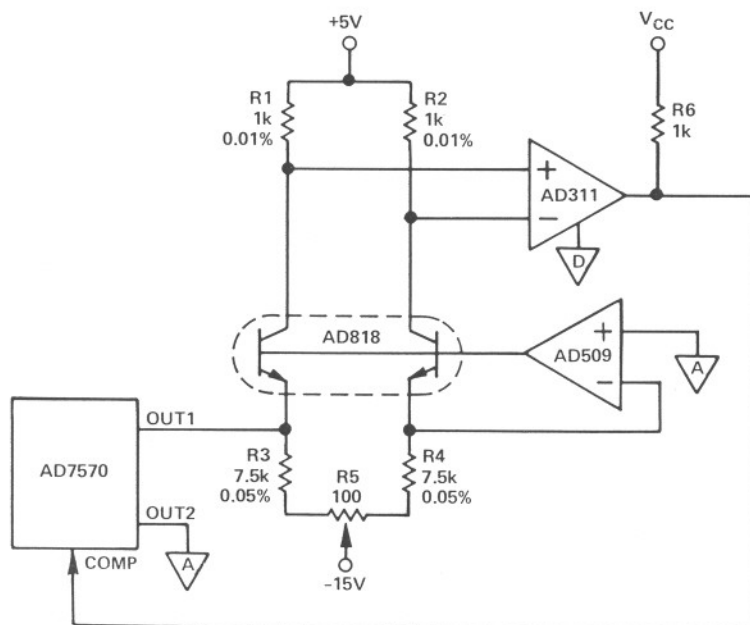 +5V
VCC
R1
1k
0.01%
R2
1k
0.01%
R6
1k
+
AD311
−
D
AD818
+
AD509
−
A
OUT1
AD7570
R3
7.5k
0.05%
R5
100
R4
7.5k
0.05%
OUT2
A
COMP
−15V